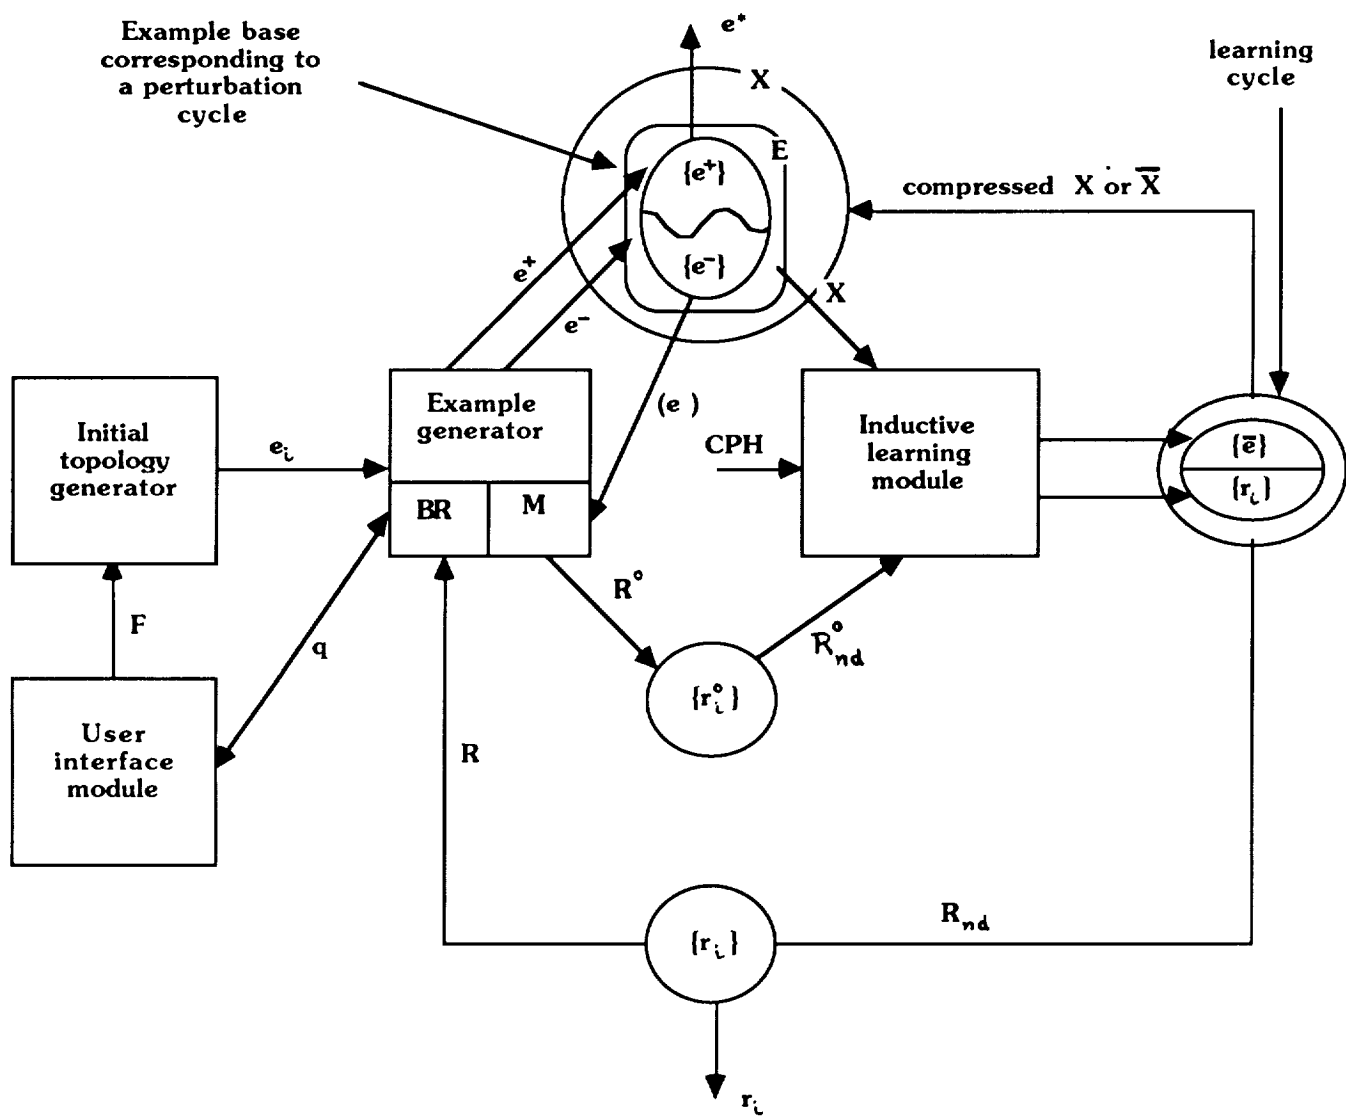 Example base
corresponding to
a perturbation
cycle
e*
learning
cycle
X
E
{e⁺}
{e⁻}
compressed X or X̅
e⁺
e⁻
X
(e )
Initial
topology
generator
eᵢ
Example
generator
BR
M
CPH
Inductive
learning
module
{e̅}
{rᵢ}
F
q
R°
R°nd
{r°ᵢ}
User
interface
module
R
{rᵢ}
Rnd
rᵢ